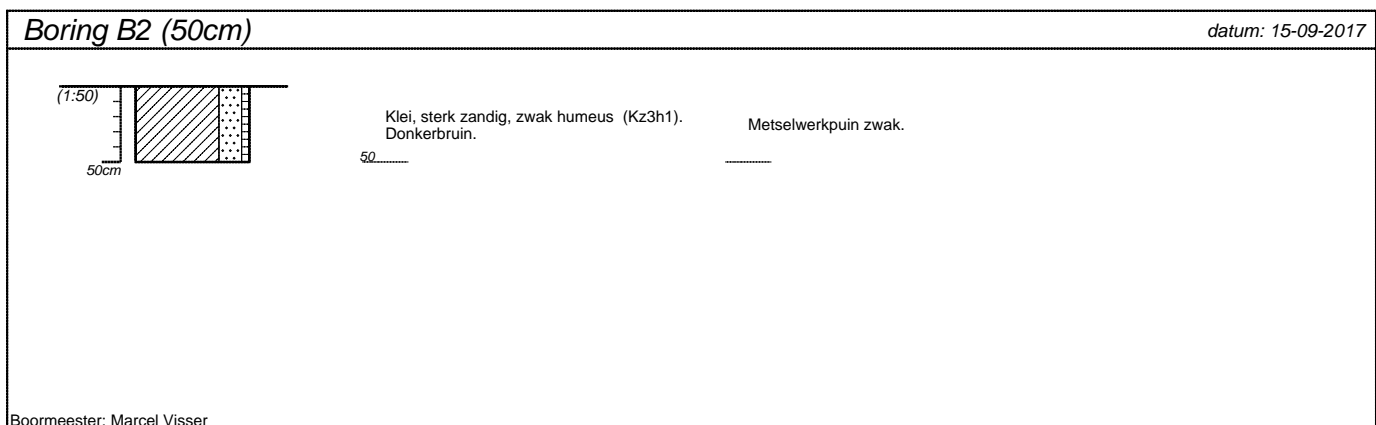 Boring B2 (50cm)
datum: 15-09-2017
(1:50)
Klei, sterk zandig, zwak humeus (Kz3h1).
Donkerbruin.
Metselwerkpuin zwak.
50
50cm
Boormeester: Marcel Visser